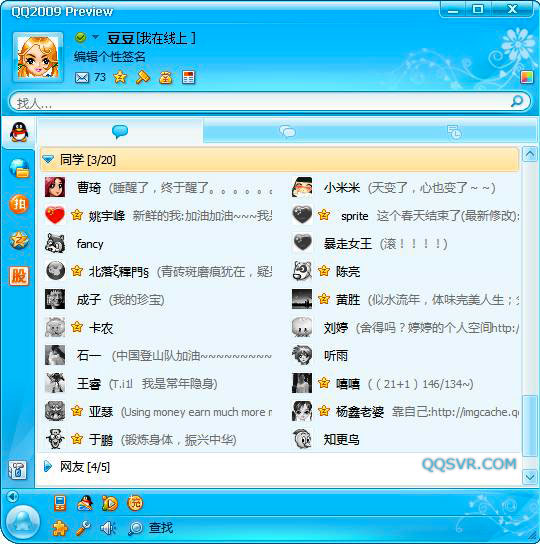 QQ2009 Preview
豆豆[我在线上 ]
编辑个性签名
73
找人...
同学 [3/20]
曹琦 (睡醒了，终于醒了。。。。。。 小米米 (天变了，心也变了～～)
姚宇峰 新鲜的我:加油加油~~~我是 sprite 这个春天结束了(最新修改):
fancy 暴走女王 (滚！！！！)
北落ξ釋門§ (青砖斑磨痕犹在，疑是 陈亮
成子 (我的珍宝) 黄胜 (似水流年，体味完美人生；
卡农 刘婷 (舍得吗？婷婷的个人空间http:/
石一 (中国登山队加油~~~~~~~~~~ 听雨
王睿 (T.i1l 我是常年隐身) 嘻嘻 (（21+1）146/134~)
亚瑟 (Using money earn much more m 杨鑫老婆 靠自己:http://imgcache.qq
于鹏 (锻炼身体，振兴中华) 知更鸟
网友 [4/5]
QQSVR.COM
拍
股
查找